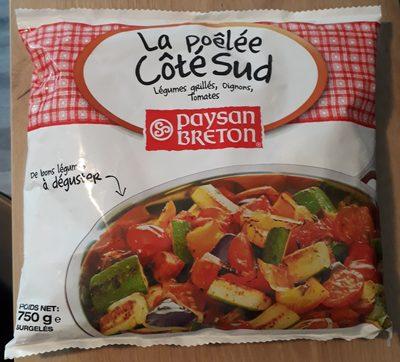 La poêlée
Côté Sud
Légumes grillés, Oignons,
Tomates
paysan
BRETON
De bons légumes
à déguster
POIDS NET:
750 g e
SURGELÉS